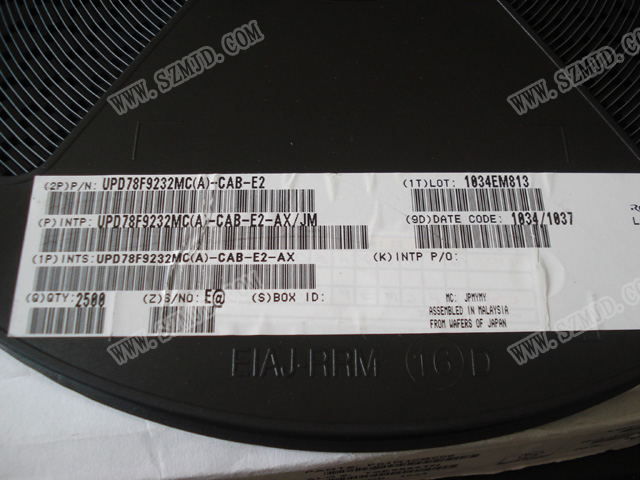 WWW.SZMJD.COM
WWW.SZMJD.COM
(2P)P/N: UPD78F9232MC(A)-CAB-E2
(1T)LOT: 1034EM813
(P)INTP: UPD78F9232MC(A)-CAB-E2-AX/JM
(9D)DATE CODE: 1034/1037
(1P)INTS: UPD78F9232MC(A)-CAB-E2-AX
(K)INTP P/O:
(Q)QTY: 2500
(Z)S/NO: E@
(S)BOX ID:
MC: JPMYMY
ASSEMBLED IN MALAYSIA
FROM WAFERS OF JAPAN
EIAJ-RRM 16 D
WWW.SZMJD.COM
WWW.SZMJD.COM